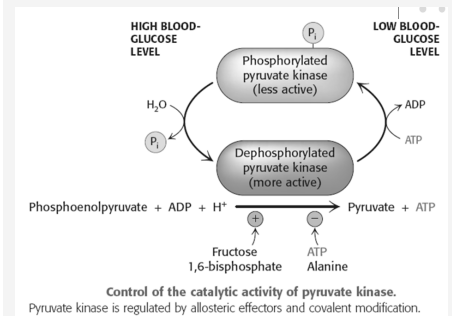 HIGH BLOOD-
GLUCOSE
LEVEL
LOW BLOOD-
GLUCOSE
LEVEL
Pi
Phosphorylated
pyruvate kinase
(less active)
H₂O
ADP
Pi
ATP
Dephosphorylated
pyruvate kinase
(more active)
Phosphoenolpyruvate + ADP + H⁺
Pyruvate + ATP
+
−
Fructose
1,6-bisphosphate
ATP
Alanine
Control of the catalytic activity of pyruvate kinase.
Pyruvate kinase is regulated by allosteric effectors and covalent modification.